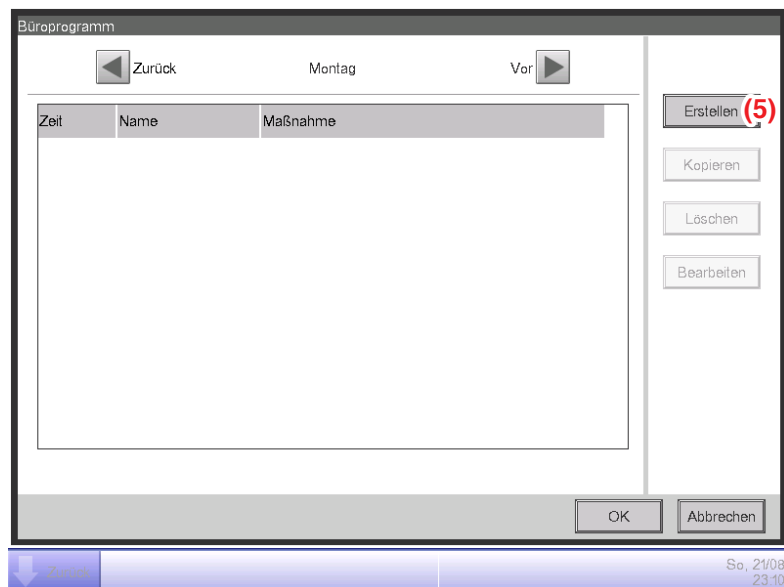 Büroprogramm
Zurück Montag Vor
Zeit Name Maßnahme
Erstellen (5)
Kopieren
Löschen
Bearbeiten
OK Abbrechen
Zurück So, 21/06
23:10